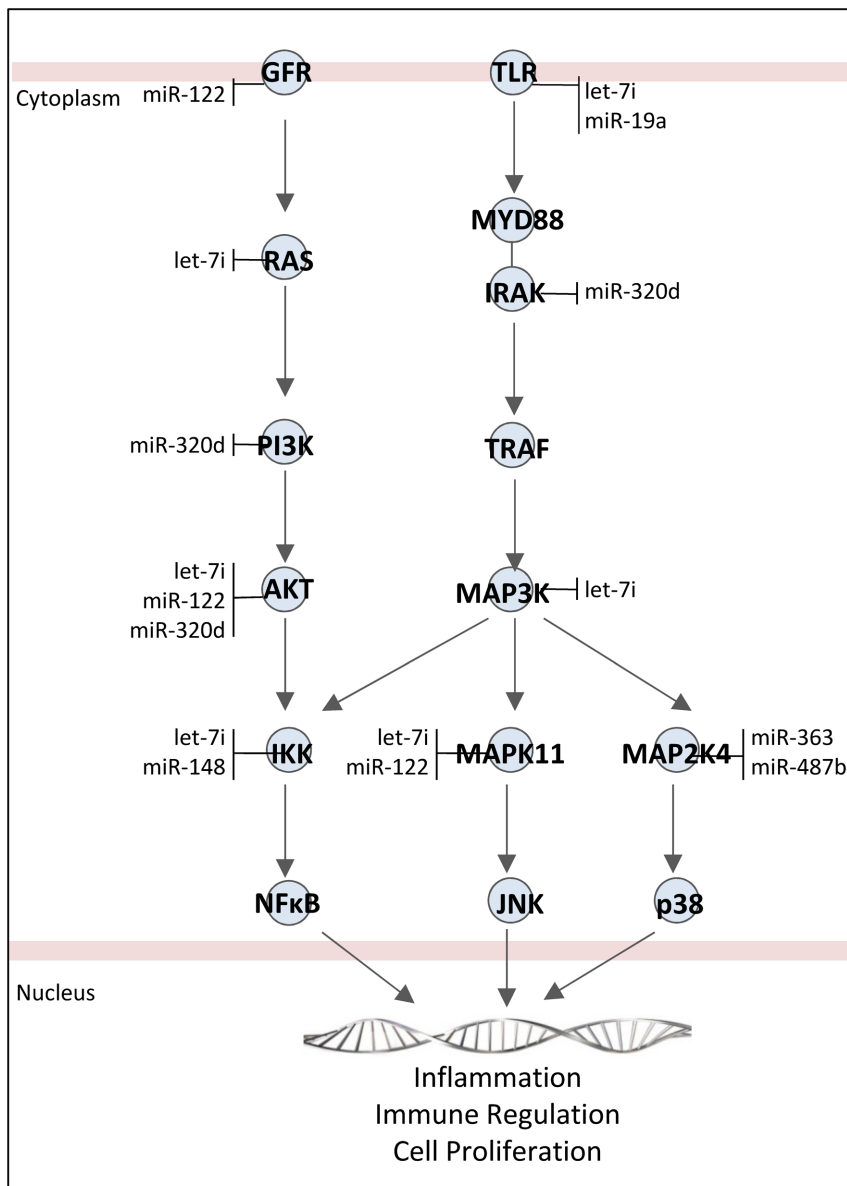 GFR
TLR
Cytoplasm
miR-122
let-7i
miR-19a
MYD88
let-7i
RAS
IRAK
miR-320d
miR-320d
PI3K
TRAF
let-7i
miR-122
miR-320d
AKT
MAP3K
let-7i
let-7i
miR-148
IKK
let-7i
miR-122
MAPK11
MAP2K4
miR-363
miR-487b
NFκB
JNK
p38
Nucleus
Inflammation
Immune Regulation
Cell Proliferation